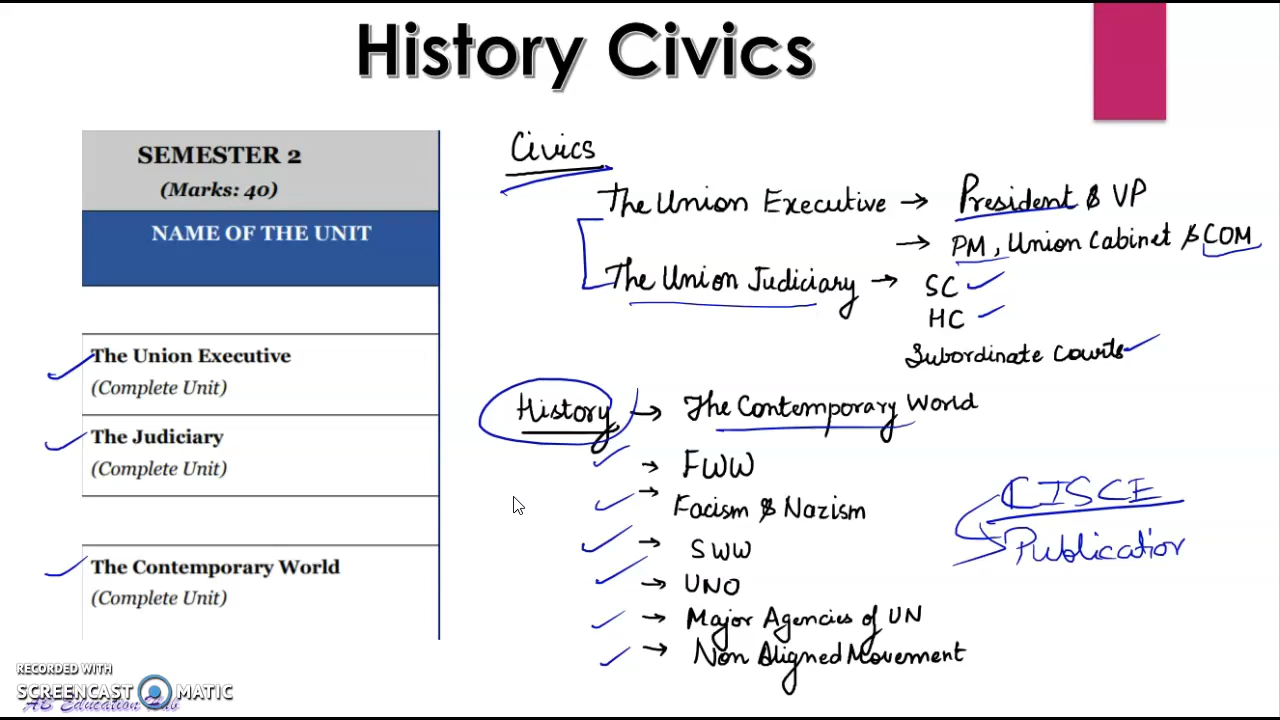 History Civics
SEMESTER 2
(Marks: 40)
NAME OF THE UNIT
The Union Executive
(Complete Unit)
The Judiciary
(Complete Unit)
The Contemporary World
(Complete Unit)
Civics
The Union Executive → President & VP
→ PM, Union Cabinet & COM
The Union Judiciary → SC
HC
Subordinate Courts
History → The Contemporary World
→ FWW
→ Facism & Nazism
→ SWW
→ UNO
→ Major Agencies of UN
→ Non Aligned Movement
CISCE
Publication
RECORDED WITH
SCREENCAST MATIC
AB Education Hub